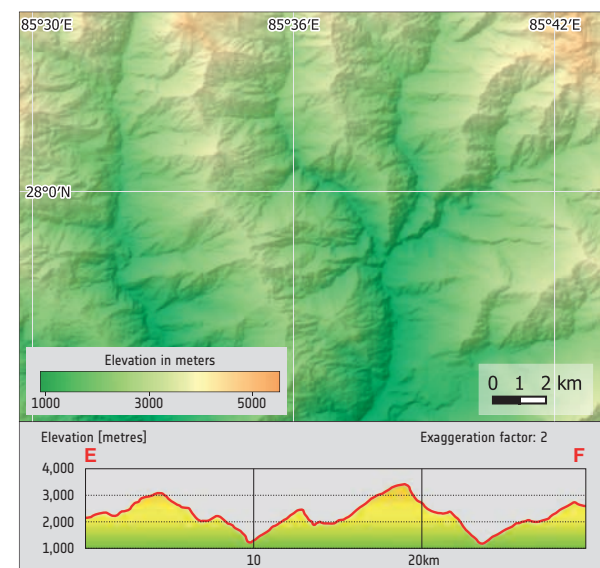 85°30′E 85°36′E 85°42′E
28°0′N
Elevation in meters
1000 3000 5000
0 1 2 km
Elevation [metres] Exaggeration factor: 2
E F
4,000
3,000
2,000
1,000
10 20km